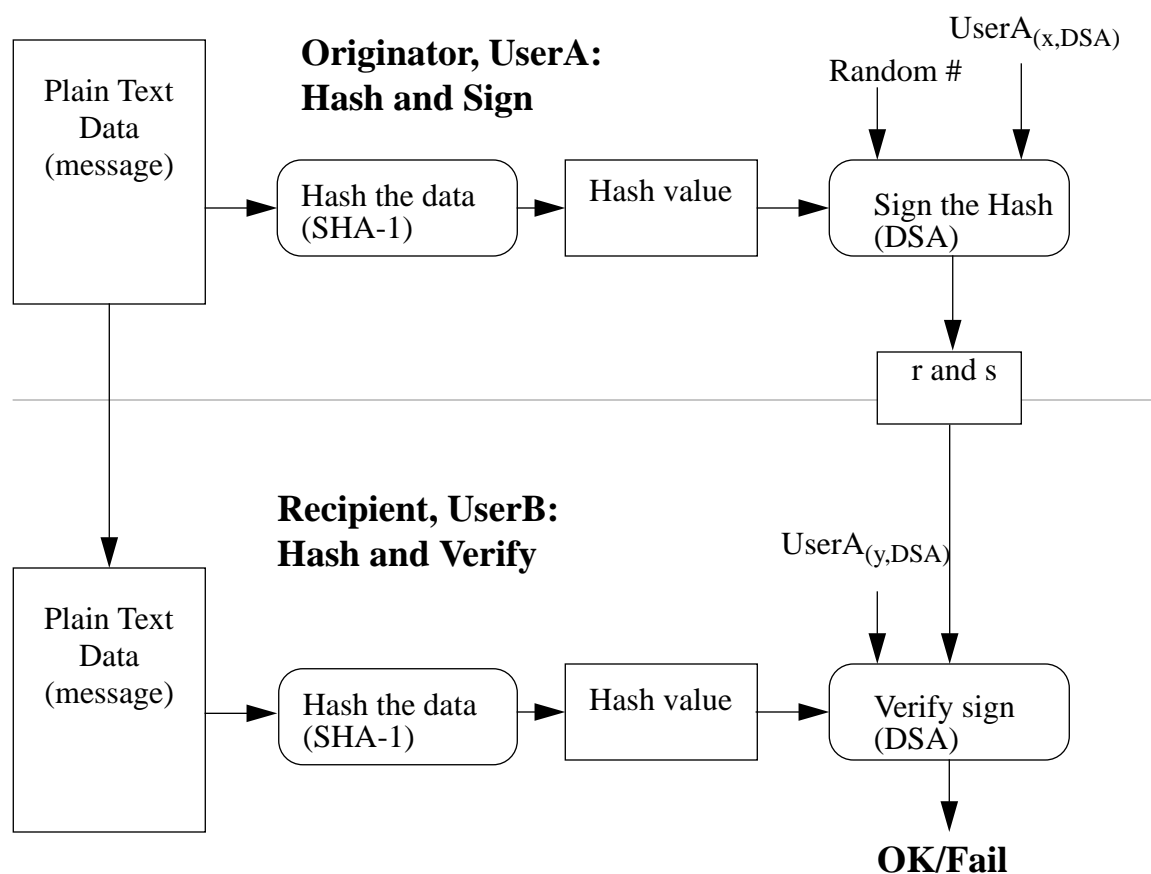 Originator, UserA:
Hash and Sign
UserA(x,DSA)
Random #
Plain Text
Data
(message)
Hash the data
(SHA-1)
Hash value
Sign the Hash
(DSA)
r and s
Recipient, UserB:
Hash and Verify
UserA(y,DSA)
Plain Text
Data
(message)
Hash the data
(SHA-1)
Hash value
Verify sign
(DSA)
OK/Fail